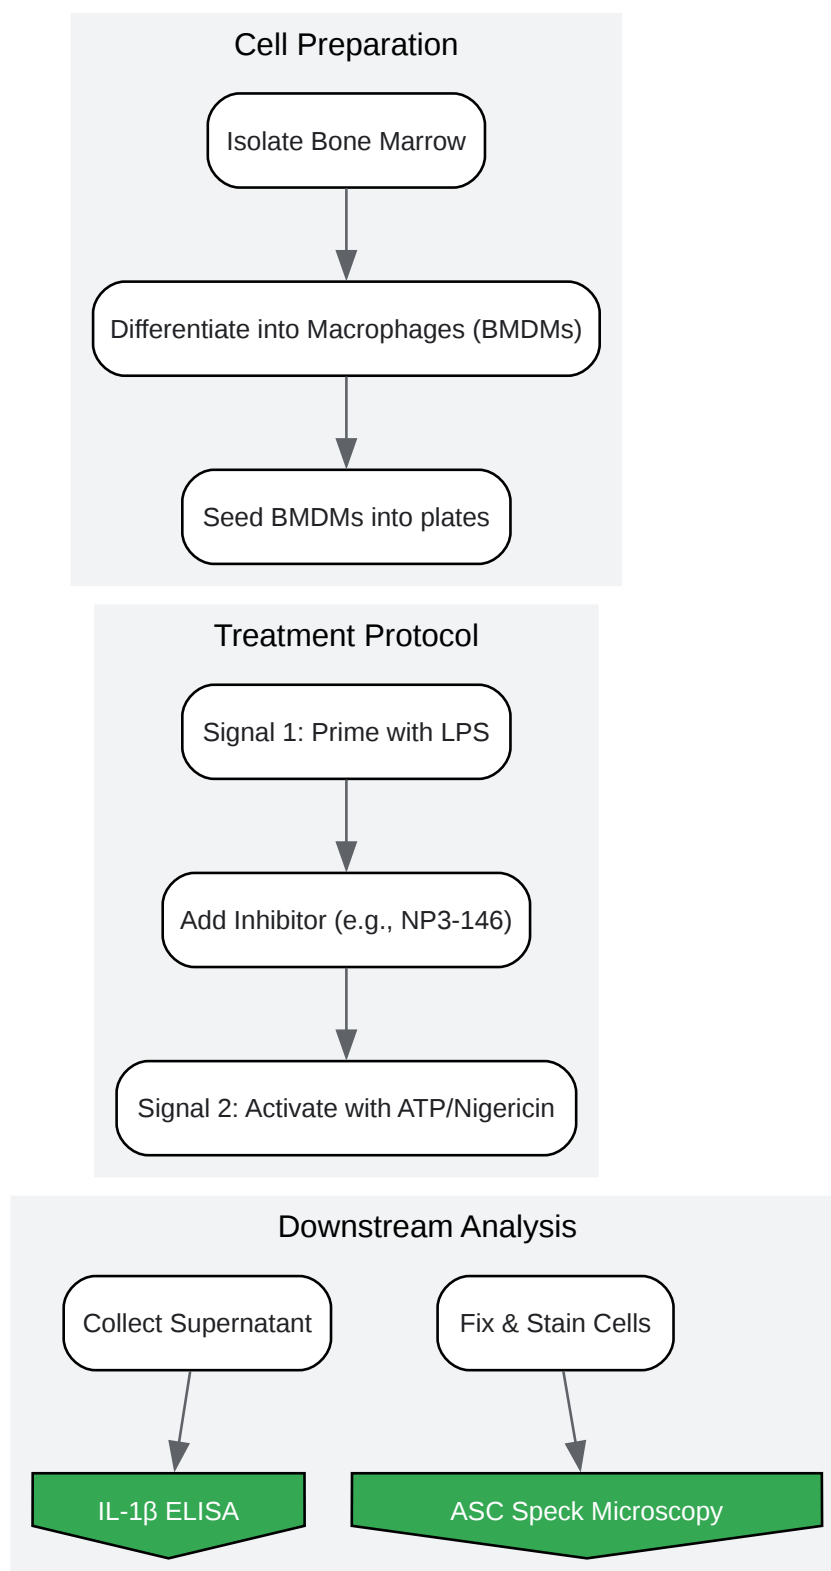 Cell Preparation
Isolate Bone Marrow
Differentiate into Macrophages (BMDMs)
Seed BMDMs into plates
Treatment Protocol
Signal 1: Prime with LPS
Add Inhibitor (e.g., NP3-146)
Signal 2: Activate with ATP/Nigericin
Downstream Analysis
Collect Supernatant
Fix & Stain Cells
IL-1β ELISA
ASC Speck Microscopy